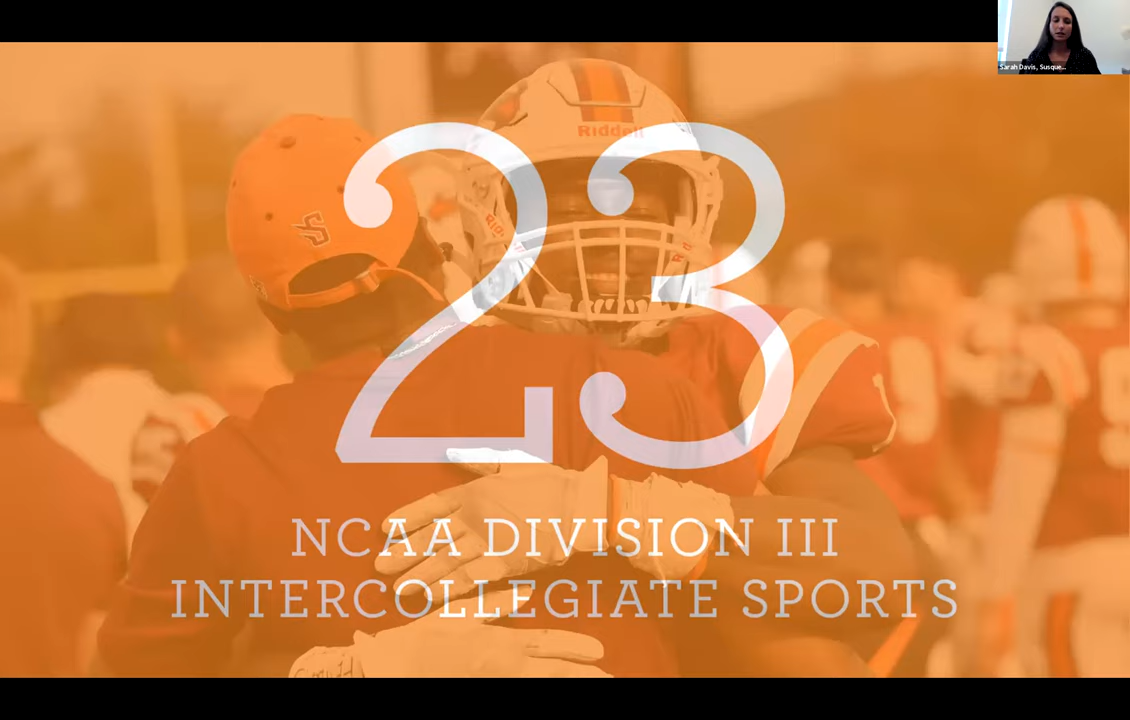 Sarah Davis, Susque...
Riddell
23
NCAA DIVISION III
INTERCOLLEGIATE SPORTS